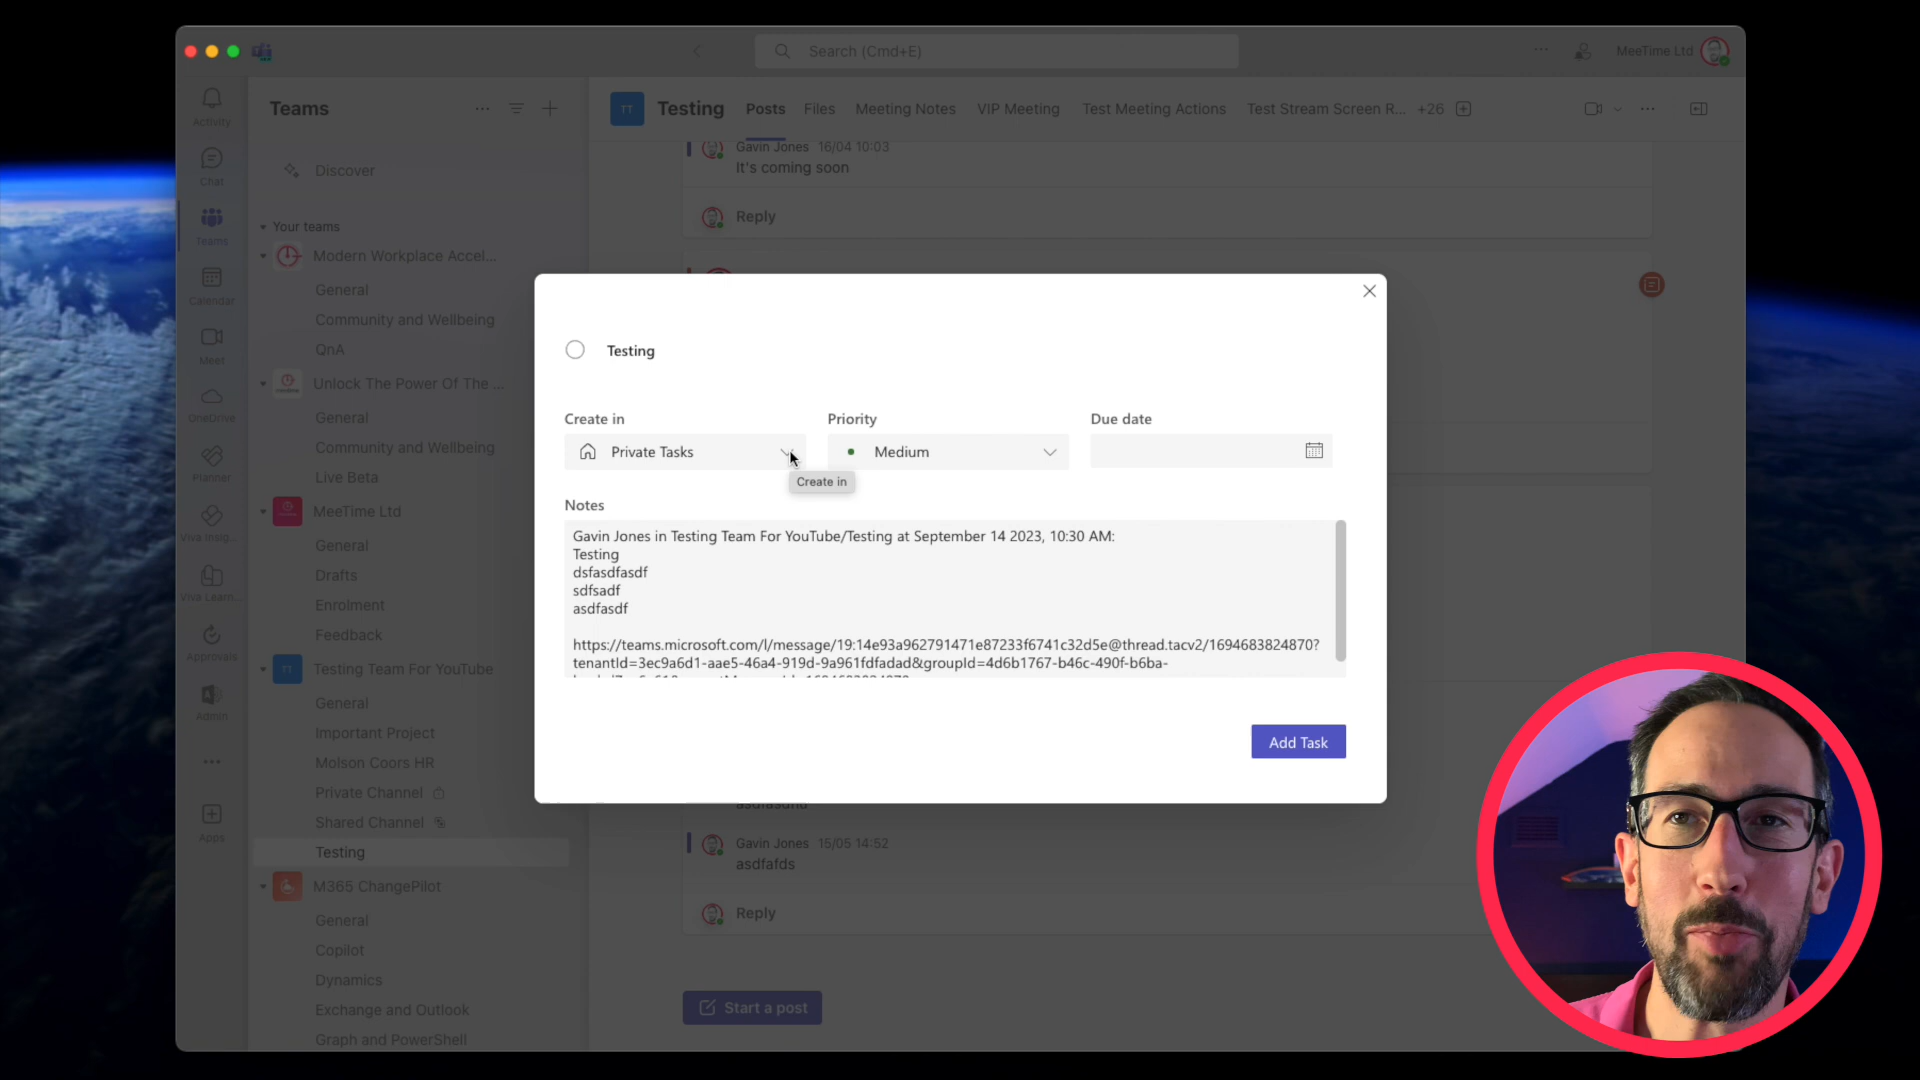 Search (Cmd+E)
MeeTime Ltd
Activity
Chat
Teams
Calendar
Meet
OneDrive
Planner
Viva Insig...
Viva Learn...
Approvals
Admin
Apps
Teams
Discover
Your teams
Modern Workplace Accel...
General
Community and Wellbeing
QnA
Unlock The Power Of The ...
General
Community and Wellbeing
Live Beta
MeeTime Ltd
General
Drafts
Enrolment
Feedback
TT Testing Team For YouTube
General
Important Project
Molson Coors HR
Private Channel
Shared Channel
Testing
M365 ChangePilot
General
Copilot
Dynamics
Exchange and Outlook
Graph and PowerShell
TT Testing Posts Files Meeting Notes VIP Meeting Test Meeting Actions Test Stream Screen R... +26
Gavin Jones 16/04 10:03
It's coming soon
Reply
Testing
Create in Priority Due date
Private Tasks Medium
Create in
Notes
Gavin Jones in Testing Team For YouTube/Testing at September 14 2023, 10:30 AM:
Testing
dsfasdfasdf
sdfsadf
asdfasdf
https://teams.microsoft.com/l/message/19:14e93a962791471e87233f6741c32d5e@thread.tacv2/1694683824870?
tenantId=3ec9a6d1-aae5-46a4-919d-9a961fdfadad&groupId=4d6b1767-b46c-490f-b6ba-
Add Task
Gavin Jones 15/05 14:52
asdfafds
Reply
Start a post